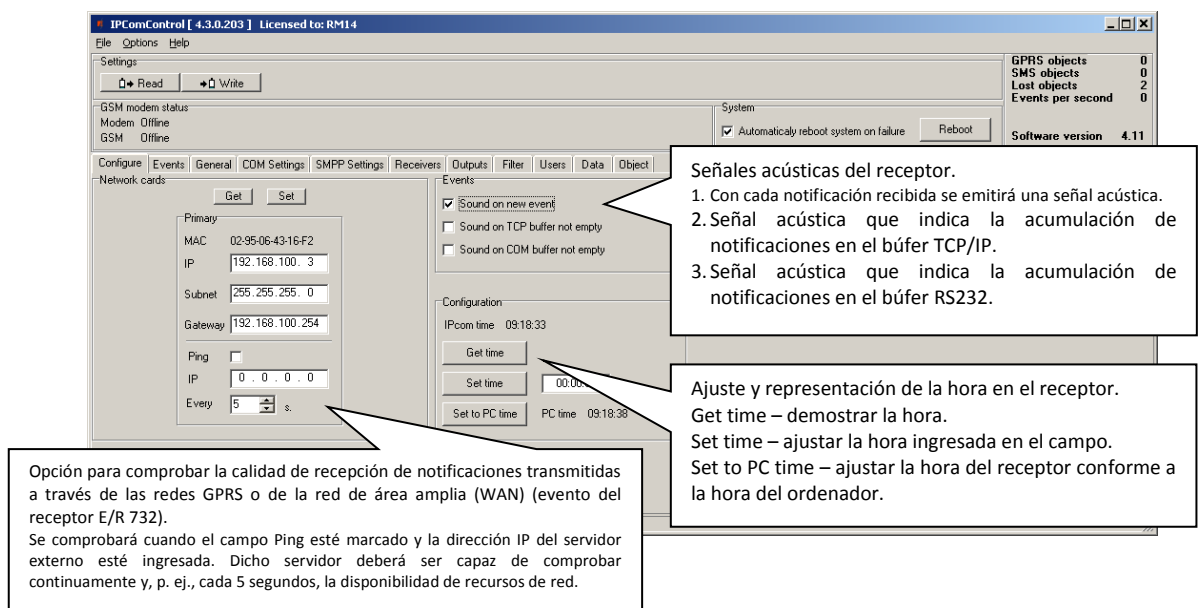 IPComControl [ 4.3.0.203 ] Licensed to: RM14
File Options Help
Settings
Read
Write
GSM modem status
Modem Offline
GSM Offline
System
Automaticaly reboot system on failure
Reboot
GPRS objects 0
SMS objects 0
Lost objects 2
Events per second 0
Software version 4.11
Configure Events General COM Settings SMPP Settings Receivers Outputs Filter Users Data Object
Network cards
Get
Set
Primary
MAC 02-95-06-43-16-F2
IP 192.168.100. 3
Subnet 255.255.255. 0
Gateway 192.168.100.254
Ping
IP 0 . 0 . 0 . 0
Every 5 s.
Events
Sound on new event
Sound on TCP buffer not empty
Sound on COM buffer not empty
Configuration
IPcom time 09:18:33
Get time
Set time 00:00
Set to PC time PC time 09:18:38
Señales acústicas del receptor.
1. Con cada notificación recibida se emitirá una señal acústica.
2. Señal acústica que indica la acumulación de
notificaciones en el búfer TCP/IP.
3. Señal acústica que indica la acumulación de
notificaciones en el búfer RS232.
Ajuste y representación de la hora en el receptor.
Get time – demostrar la hora.
Set time – ajustar la hora ingresada en el campo.
Set to PC time – ajustar la hora del receptor conforme a
la hora del ordenador.
Opción para comprobar la calidad de recepción de notificaciones transmitidas
a través de las redes GPRS o de la red de área amplia (WAN) (evento del
receptor E/R 732).
Se comprobará cuando el campo Ping esté marcado y la dirección IP del servidor
externo esté ingresada. Dicho servidor deberá ser capaz de comprobar
continuamente y, p. ej., cada 5 segundos, la disponibilidad de recursos de red.